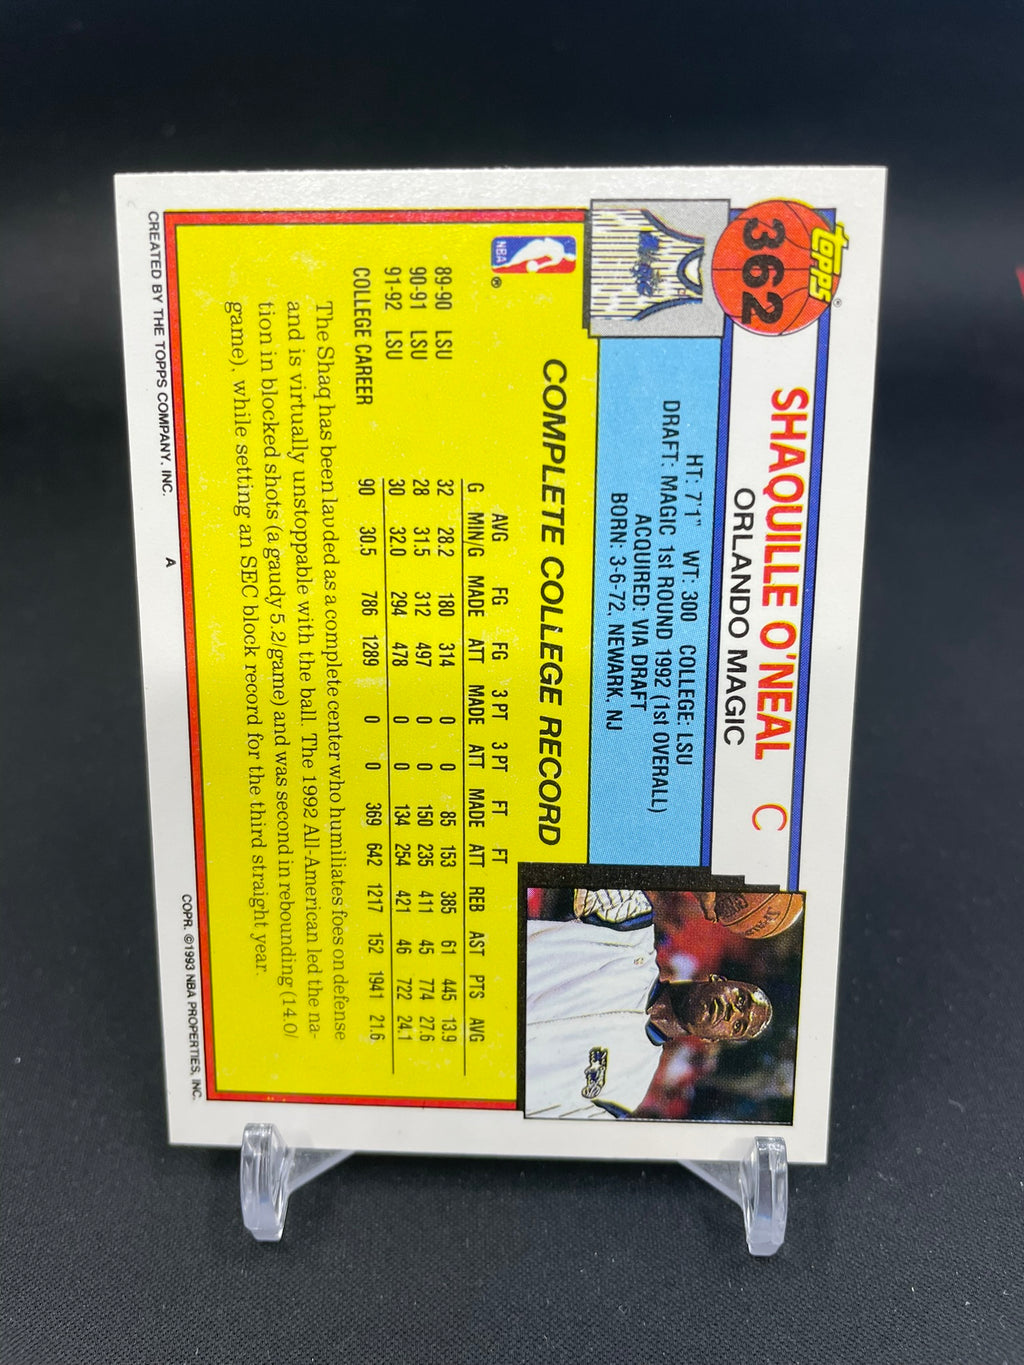 topps®
362
SHAQUILLE O'NEAL C
ORLANDO MAGIC
MAGIC
HT: 7'1" WT: 300 COLLEGE: LSU
DRAFT: MAGIC 1st ROUND 1992 (1st OVERALL)
ACQUIRED: VIA DRAFT
BORN: 3-6-72, NEWARK, NJ
NBA ®
COMPLETE COLLEGE RECORD
AVG FG FG 3 PT 3 PT FT FT
G MIN/G MADE ATT MADE ATT MADE ATT REB AST PTS AVG
89-90 LSU 32 28.2 180 314 0 0 85 153 385 61 445 13.9
90-91 LSU 28 31.5 312 497 0 0 150 235 411 45 774 27.6
91-92 LSU 30 32.0 294 478 0 0 134 254 421 46 722 24.1
COLLEGE CAREER 90 30.5 786 1289 0 0 369 642 1217 152 1941 21.6
The Shaq has been lauded as a complete center who humiliates foes on defense
and is virtually unstoppable with the ball. The 1992 All-American led the na-
tion in blocked shots (a gaudy 5.2/game) and was second in rebounding (14.0/
game), while setting an SEC block record for the third straight year.
CREATED BY THE TOPPS COMPANY, INC. A COPR. ©1993 NBA PROPERTIES, INC.